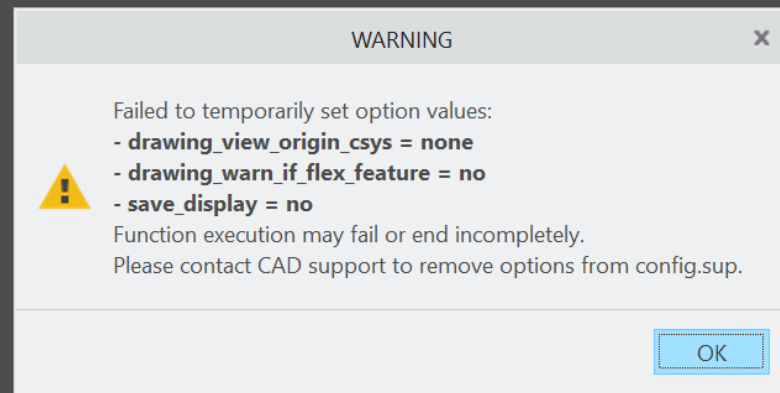 WARNING
Failed to temporarily set option values:
- drawing_view_origin_csys = none
- drawing_warn_if_flex_feature = no
- save_display = no
Function execution may fail or end incompletely.
Please contact CAD support to remove options from config.sup.
OK